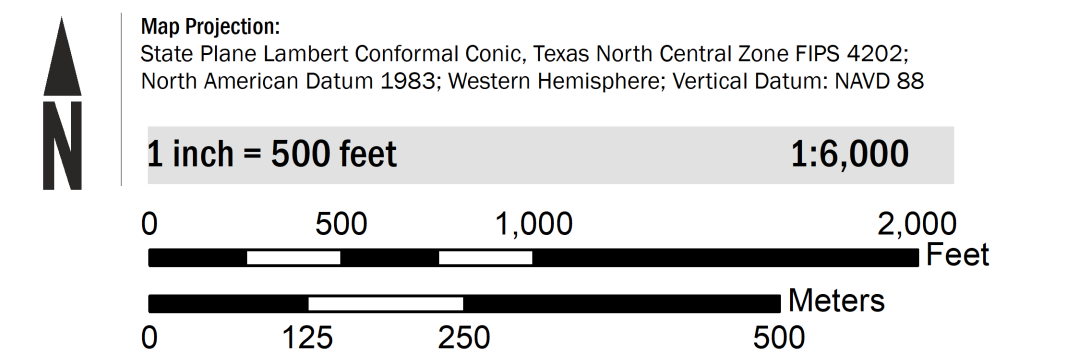 N
Map Projection:
State Plane Lambert Conformal Conic, Texas North Central Zone FIPS 4202;
North American Datum 1983; Western Hemisphere; Vertical Datum: NAVD 88
1 inch = 500 feet 1:6,000
0 500 1,000 2,000
Feet
Meters
0 125 250 500